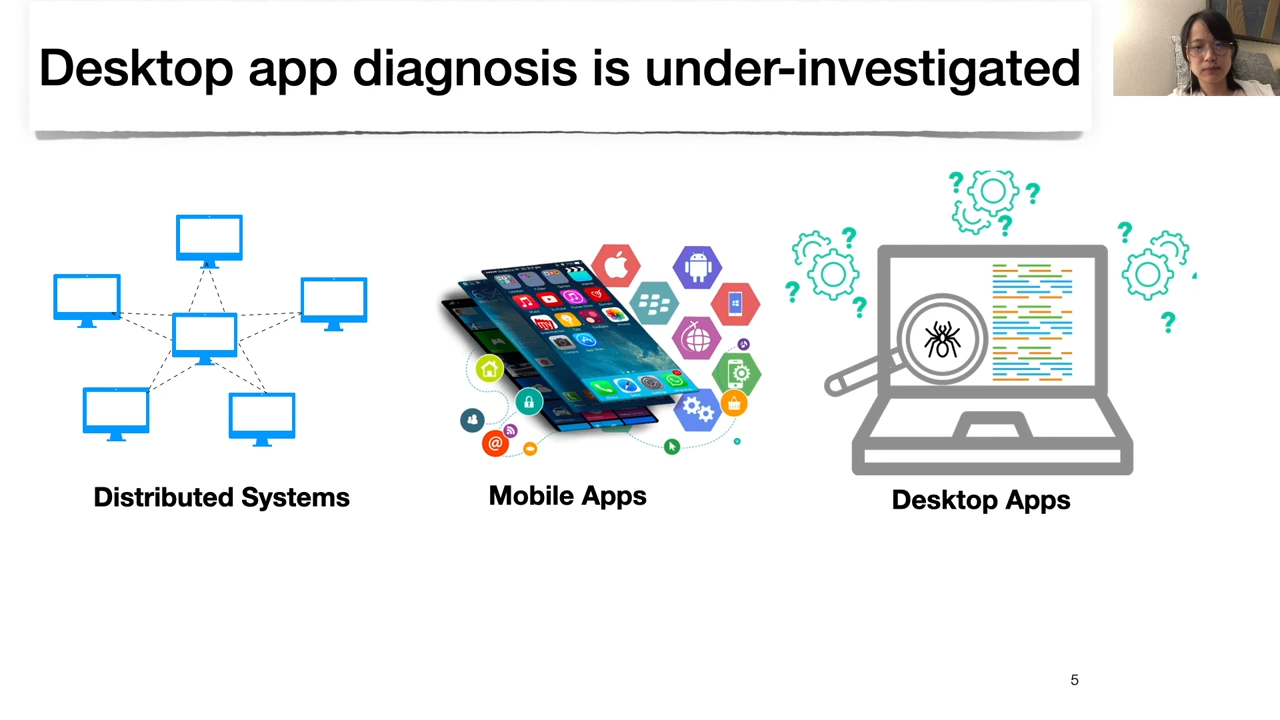 Desktop app diagnosis is under-investigated
? ? ?
? ? ? ?
? ?
Distributed Systems
Mobile Apps
Desktop Apps
5